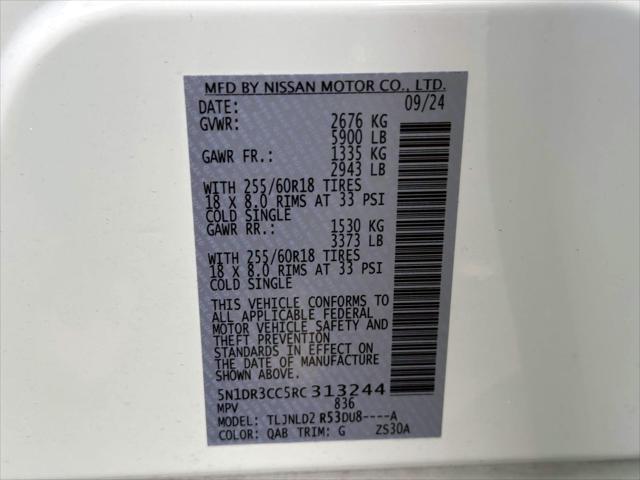 MFD BY NISSAN MOTOR CO., LTD.
DATE: 09/24
GVWR: 2676 KG
5900 LB
GAWR FR.: 1335 KG
2943 LB
WITH 255/60R18 TIRES
18 X 8.0 RIMS AT 33 PSI
COLD SINGLE
GAWR RR.: 1530 KG
3373 LB
WITH 255/60R18 TIRES
18 X 8.0 RIMS AT 33 PSI
COLD SINGLE
THIS VEHICLE CONFORMS TO
ALL APPLICABLE FEDERAL
MOTOR VEHICLE SAFETY AND
THEFT PREVENTION
STANDARDS IN EFFECT ON
THE DATE OF MANUFACTURE
SHOWN ABOVE.
5N1DR3CC5RC313244
MPV 836
MODEL: TLJNLD2 R53DU8----A
COLOR: QAB TRIM: G ZS30A